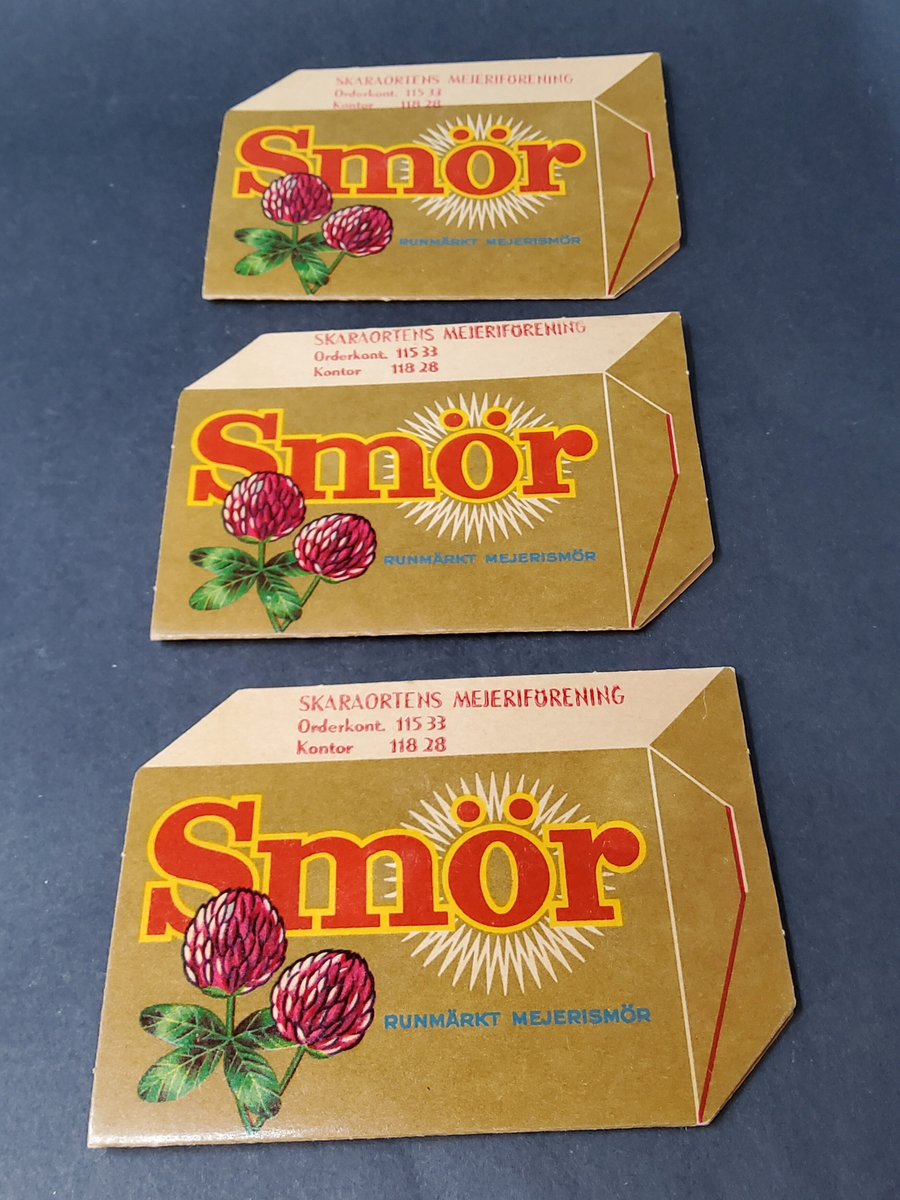 SKARAORTENS MEJERIFÖRENING
Orderkont. 115 33
Kontor 118 28
Smör
RUNMÄRKT MEJERISMÖR
SKARAORTENS MEJERIFÖRENING
Orderkont. 115 33
Kontor 118 28
Smör
RUNMÄRKT MEJERISMÖR
SKARAORTENS MEJERIFÖRENING
Orderkont. 115 33
Kontor 118 28
Smör
RUNMÄRKT MEJERISMÖR